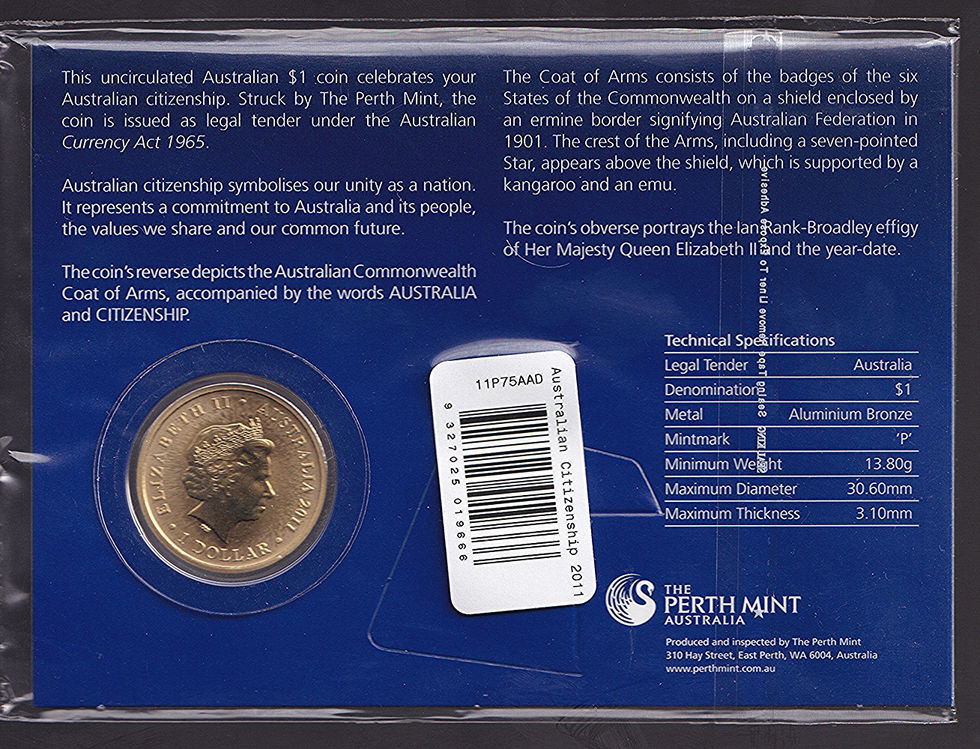 This uncirculated Australian $1 coin celebrates your
Australian citizenship. Struck by The Perth Mint, the
coin is issued as legal tender under the Australian
Currency Act 1965.
Australian citizenship symbolises our unity as a nation.
It represents a commitment to Australia and its people,
the values we share and our common future.
The coin's reverse depicts the Australian Commonwealth
Coat of Arms, accompanied by the words AUSTRALIA
and CITIZENSHIP.
The Coat of Arms consists of the badges of the six
States of the Commonwealth on a shield enclosed by
an ermine border signifying Australian Federation in
1901. The crest of the Arms, including a seven-pointed
Star, appears above the shield, which is supported by a
kangaroo and an emu.
The coin's obverse portrays the Ian Rank-Broadley effigy
of Her Majesty Queen Elizabeth II and the year-date.
ELIZABETH II • AUSTRALIA 2011
• 1 DOLLAR •
11P75AAD
Australian Citizenship 2011
9 327025 019666
Technical Specifications
Legal Tender Australia
Denomination $1
Metal Aluminium Bronze
Mintmark 'P'
Minimum Weight 13.80g
Maximum Diameter 30.60mm
Maximum Thickness 3.10mm
THE
PERTH MINT
AUSTRALIA
Produced and inspected by The Perth Mint
310 Hay Street, East Perth, WA 6004, Australia
www.perthmint.com.au
Sealing Tape Remove Liner To Expose Adhesive